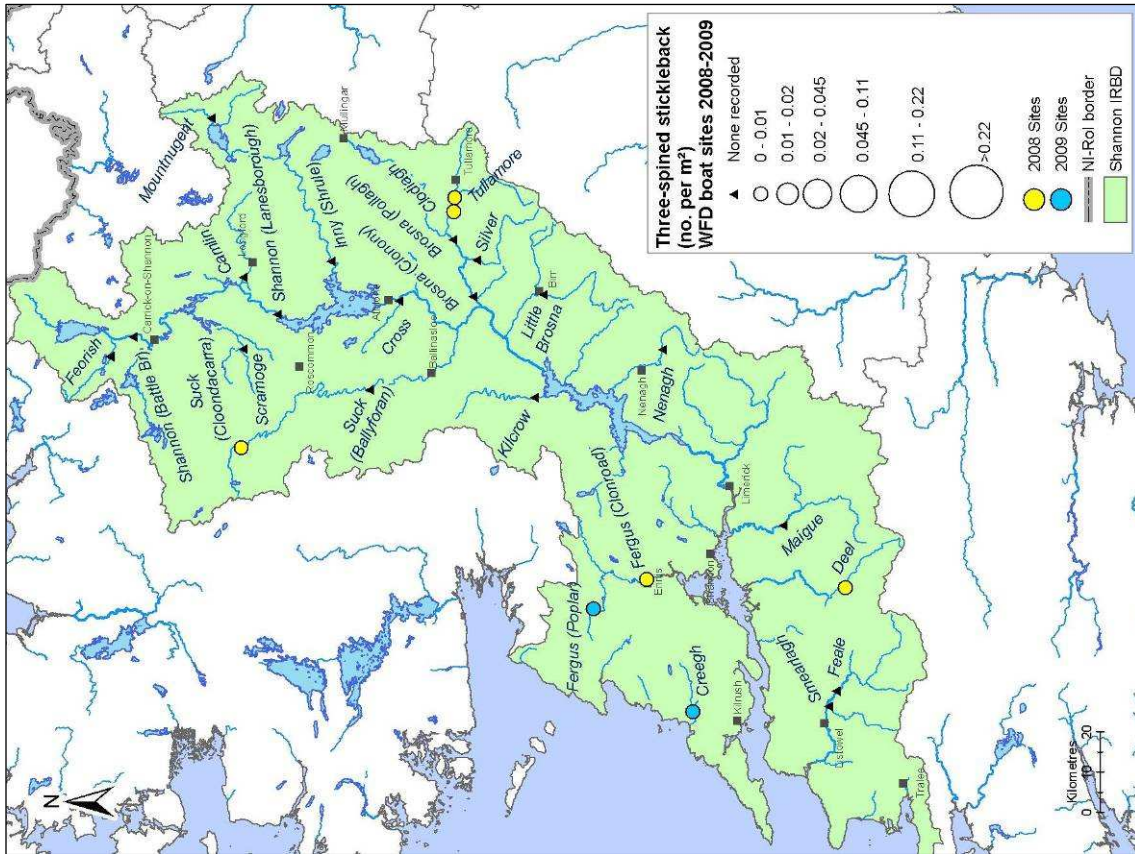 N
Feorish
Carrick-on-Shannon
Shannon (Battle Br)
Mountnugent
Camlin
Longford
Shannon (Lanesborough)
Suck
(Cloondacarra)
Scramoge
Roscommon
Inny (Shrule)
Mullingar
Athlone
Cross
Ballinasloe
Suck
(Ballyforan)
Clodiagh
Brosna (Pollagh)
Brosna (Clonony)
Tullamore
Tullamore
Silver
Birr
Little
Brosna
Kilcrow
Nenagh
Nenagh
Fergus (Clonroad)
Ennis
Fergus (Poplar)
Limerick
Shannon
Maigue
Deel
Creegh
Kilrush
Smearlagh
Feale
Listowel
Tralee
Kilometres
0 10 20
Three-spined stickleback
(no. per m²)
WFD boat sites 2008-2009
None recorded
0 - 0.01
0.01 - 0.02
0.02 - 0.045
0.045 - 0.11
0.11 - 0.22
>0.22
2008 Sites
2009 Sites
NI-RoI border
Shannon IRBD